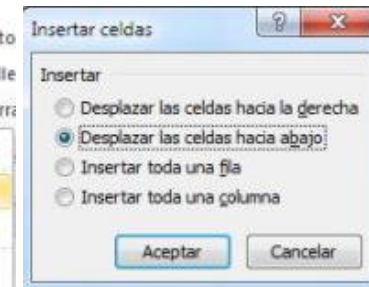 Insertar celdas
Insertar
Desplazar las celdas hacia la derecha
Desplazar las celdas hacia abajo
Insertar toda una fila
Insertar toda una columna
Aceptar
Cancelar